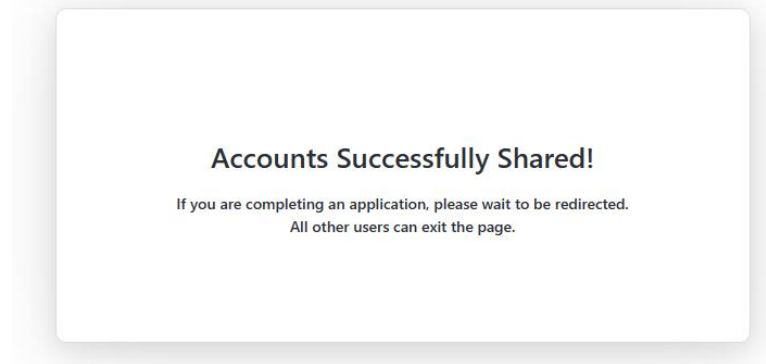 Accounts Successfully Shared!
If you are completing an application, please wait to be redirected.
All other users can exit the page.